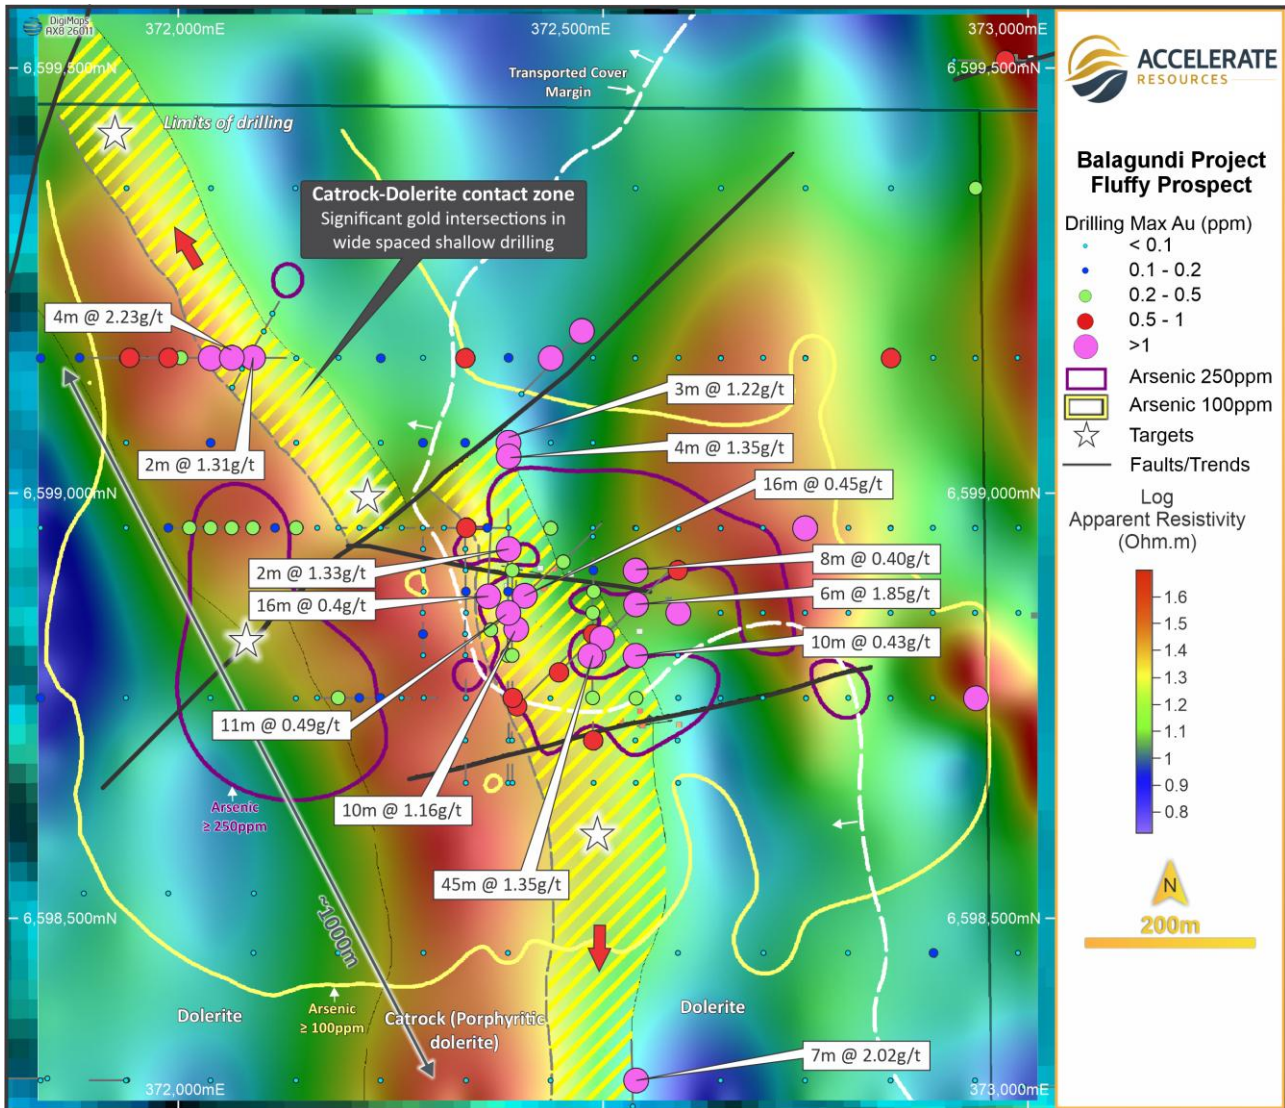 DigiMaps
AX8 26011
372,000mE
372,500mE
373,000mE
6,599,500mN
6,599,500mN
Transported Cover
Margin
Limits of drilling
Catrock-Dolerite contact zone
Significant gold intersections in
wide spaced shallow drilling
4m @ 2.23g/t
2m @ 1.31g/t
3m @ 1.22g/t
4m @ 1.35g/t
16m @ 0.45g/t
6,599,000mN
6,599,000mN
2m @ 1.33g/t
8m @ 0.40g/t
16m @ 0.4g/t
6m @ 1.85g/t
10m @ 0.43g/t
11m @ 0.49g/t
10m @ 1.16g/t
Arsenic
≥ 250ppm
45m @ 1.35g/t
~1000m
6,598,500mN
6,598,500mN
Arsenic
≥ 100ppm
Dolerite
Catrock (Porphyritic
dolerite)
Dolerite
7m @ 2.02g/t
372,000mE
373,000mE
ACCELERATE
RESOURCES
Balagundi Project
Fluffy Prospect
Drilling Max Au (ppm)
< 0.1
0.1 - 0.2
0.2 - 0.5
0.5 - 1
>1
Arsenic 250ppm
Arsenic 100ppm
Targets
Faults/Trends
Log
Apparent Resistivity
(Ohm.m)
1.6
1.5
1.4
1.3
1.2
1.1
1
0.9
0.8
N
200m